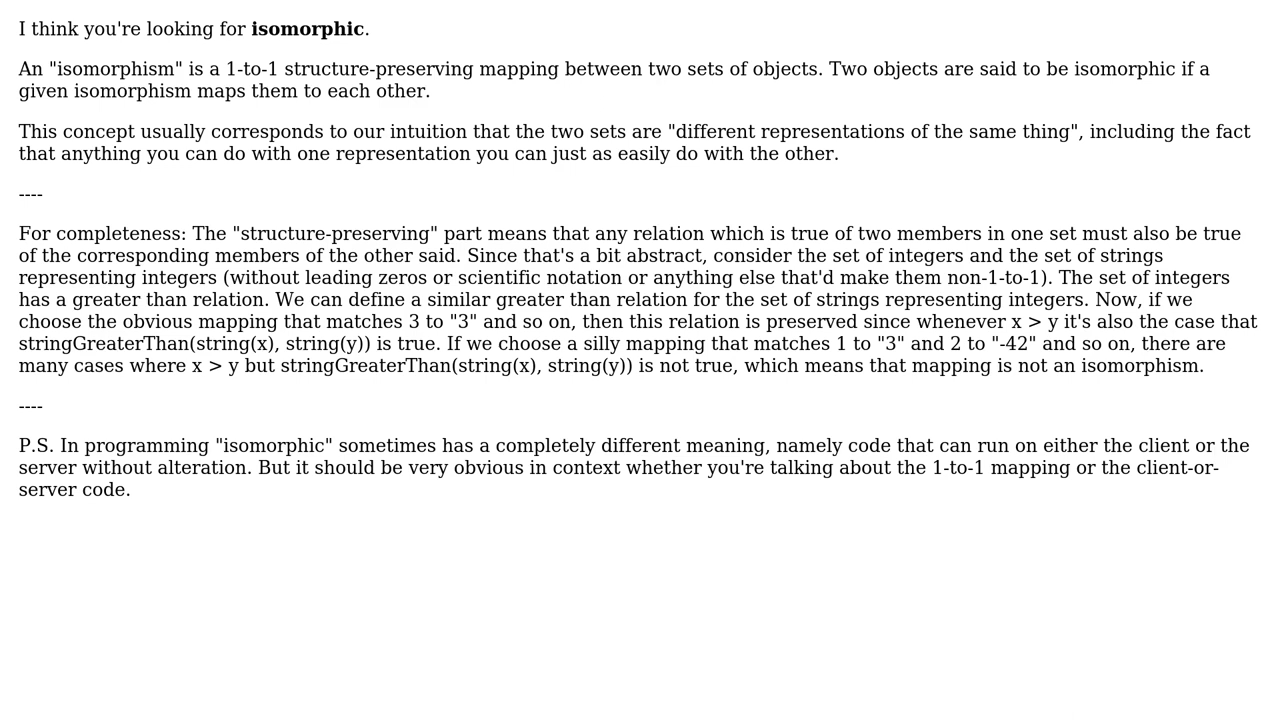 I think you're looking for isomorphic.
An "isomorphism" is a 1-to-1 structure-preserving mapping between two sets of objects. Two objects are said to be isomorphic if a
given isomorphism maps them to each other.
This concept usually corresponds to our intuition that the two sets are "different representations of the same thing", including the fact
that anything you can do with one representation you can just as easily do with the other.
----
For completeness: The "structure-preserving" part means that any relation which is true of two members in one set must also be true
of the corresponding members of the other said. Since that's a bit abstract, consider the set of integers and the set of strings
representing integers (without leading zeros or scientific notation or anything else that'd make them non-1-to-1). The set of integers
has a greater than relation. We can define a similar greater than relation for the set of strings representing integers. Now, if we
choose the obvious mapping that matches 3 to "3" and so on, then this relation is preserved since whenever x > y it's also the case that
stringGreaterThan(string(x), string(y)) is true. If we choose a silly mapping that matches 1 to "3" and 2 to "-42" and so on, there are
many cases where x > y but stringGreaterThan(string(x), string(y)) is not true, which means that mapping is not an isomorphism.
----
P.S. In programming "isomorphic" sometimes has a completely different meaning, namely code that can run on either the client or the
server without alteration. But it should be very obvious in context whether you're talking about the 1-to-1 mapping or the client-or-
server code.